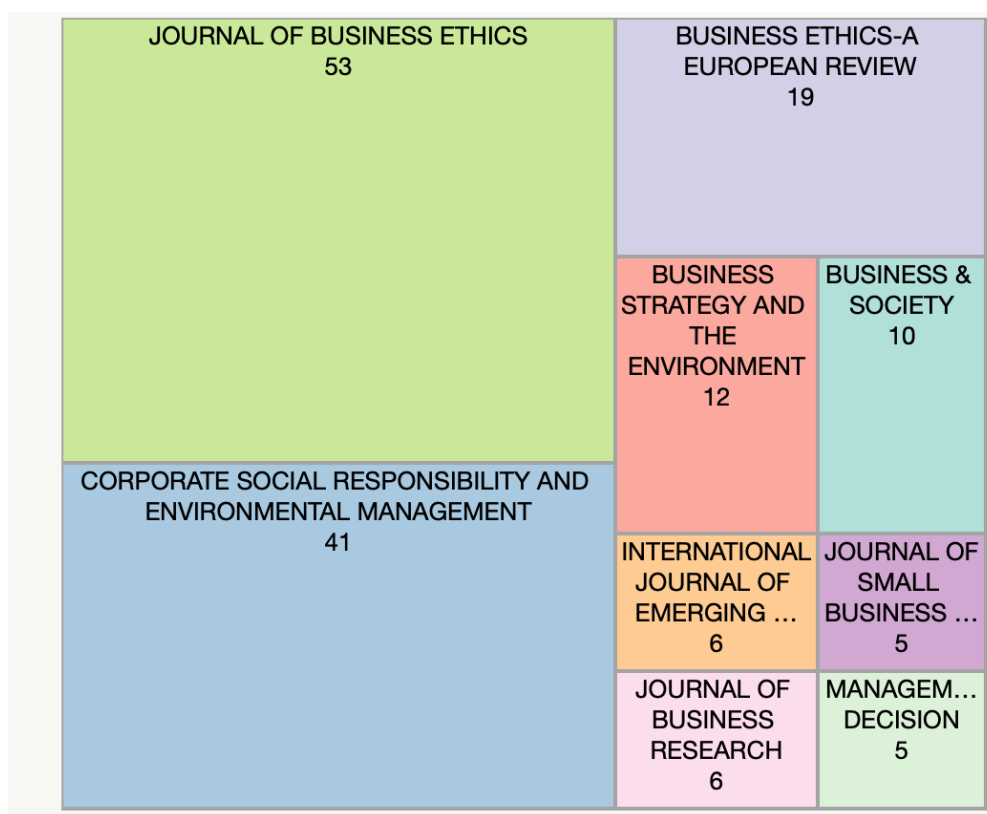 JOURNAL OF BUSINESS ETHICS
53
BUSINESS ETHICS-A
EUROPEAN REVIEW
19
BUSINESS
STRATEGY AND
THE
ENVIRONMENT
12
BUSINESS &
SOCIETY
10
CORPORATE SOCIAL RESPONSIBILITY AND
ENVIRONMENTAL MANAGEMENT
41
INTERNATIONAL
JOURNAL OF
EMERGING ...
6
JOURNAL OF
SMALL
BUSINESS ...
5
JOURNAL OF
BUSINESS
RESEARCH
6
MANAGEM...
DECISION
5